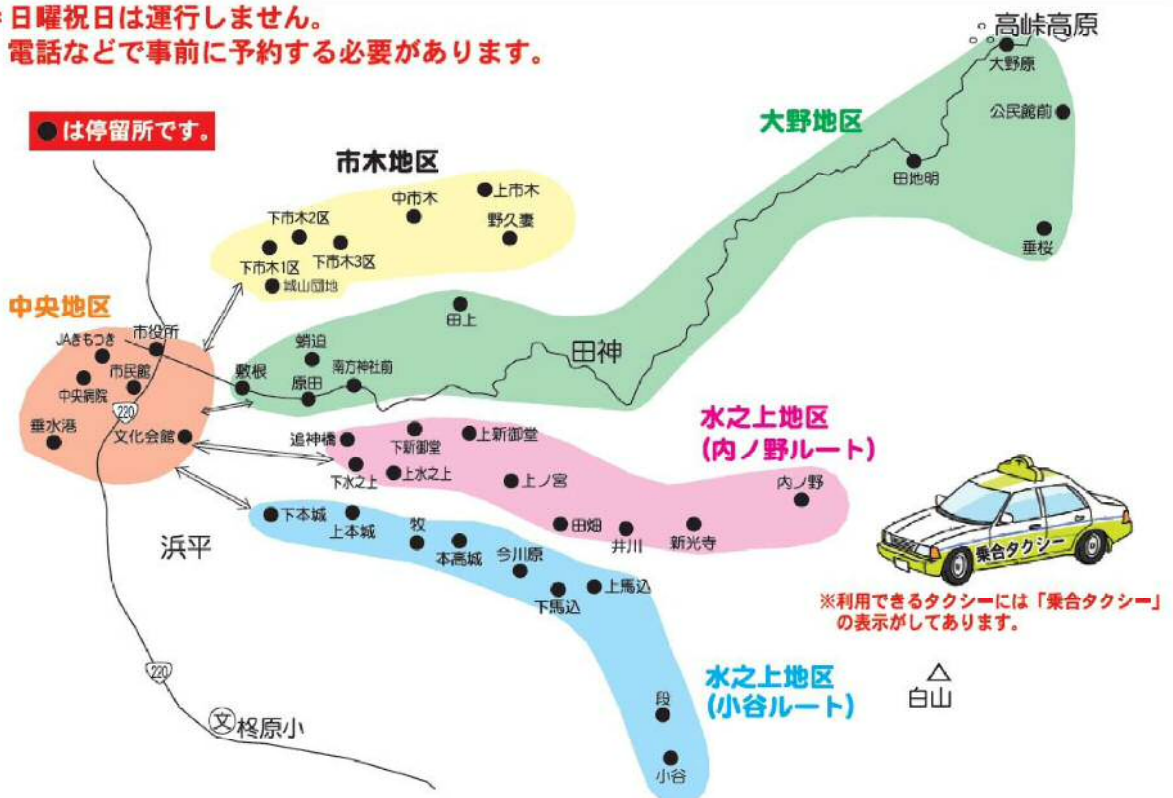 ※日曜祝日は運行しません。
電話などで事前に予約する必要があります。
●は停留所です。
高峠高原
大野原
公民館前
大野地区
田地明
垂桜
市木地区
上市木
中市木
野久妻
下市木2区
下市木3区
下市木1区
城山団地
中央地区
市役所
JAきもつき
市民館
中央病院
220
垂水港
文化会館
田上
蛸迫
田神
敷根
原田
南方神社前
水之上地区
(内ノ野ルート)
追神橋
下新御堂
上新御堂
下水之上
上水之上
上ノ宮
内ノ野
田畑
井川
新光寺
下本城
上本城
牧
本高城
今川原
下馬込
上馬込
浜平
乗合タクシー
※利用できるタクシーには「乗合タクシー」
の表示がしてあります。
水之上地区
(小谷ルート)
段
小谷
白山
220
文
柊原小